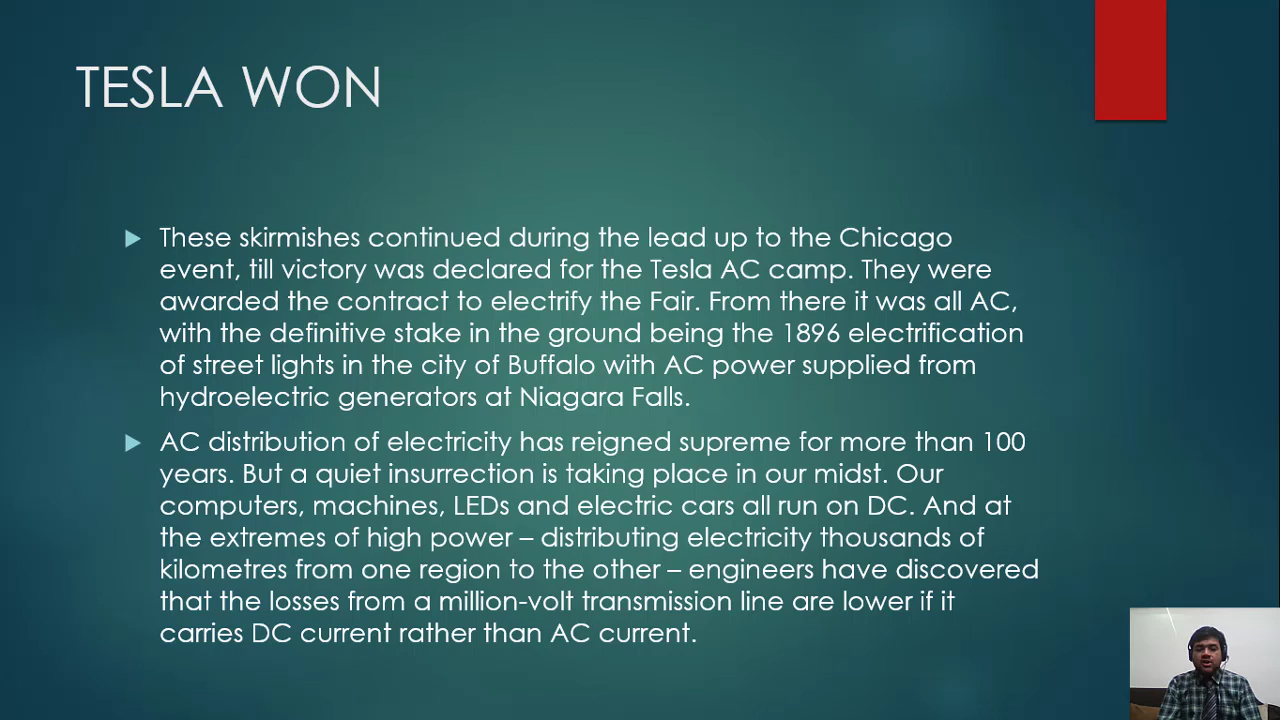 TESLA WON
These skirmishes continued during the lead up to the Chicago
event, till victory was declared for the Tesla AC camp. They were
awarded the contract to electrify the Fair. From there it was all AC,
with the definitive stake in the ground being the 1896 electrification
of street lights in the city of Buffalo with AC power supplied from
hydroelectric generators at Niagara Falls.
AC distribution of electricity has reigned supreme for more than 100
years. But a quiet insurrection is taking place in our midst. Our
computers, machines, LEDs and electric cars all run on DC. And at
the extremes of high power – distributing electricity thousands of
kilometres from one region to the other – engineers have discovered
that the losses from a million-volt transmission line are lower if it
carries DC current rather than AC current.